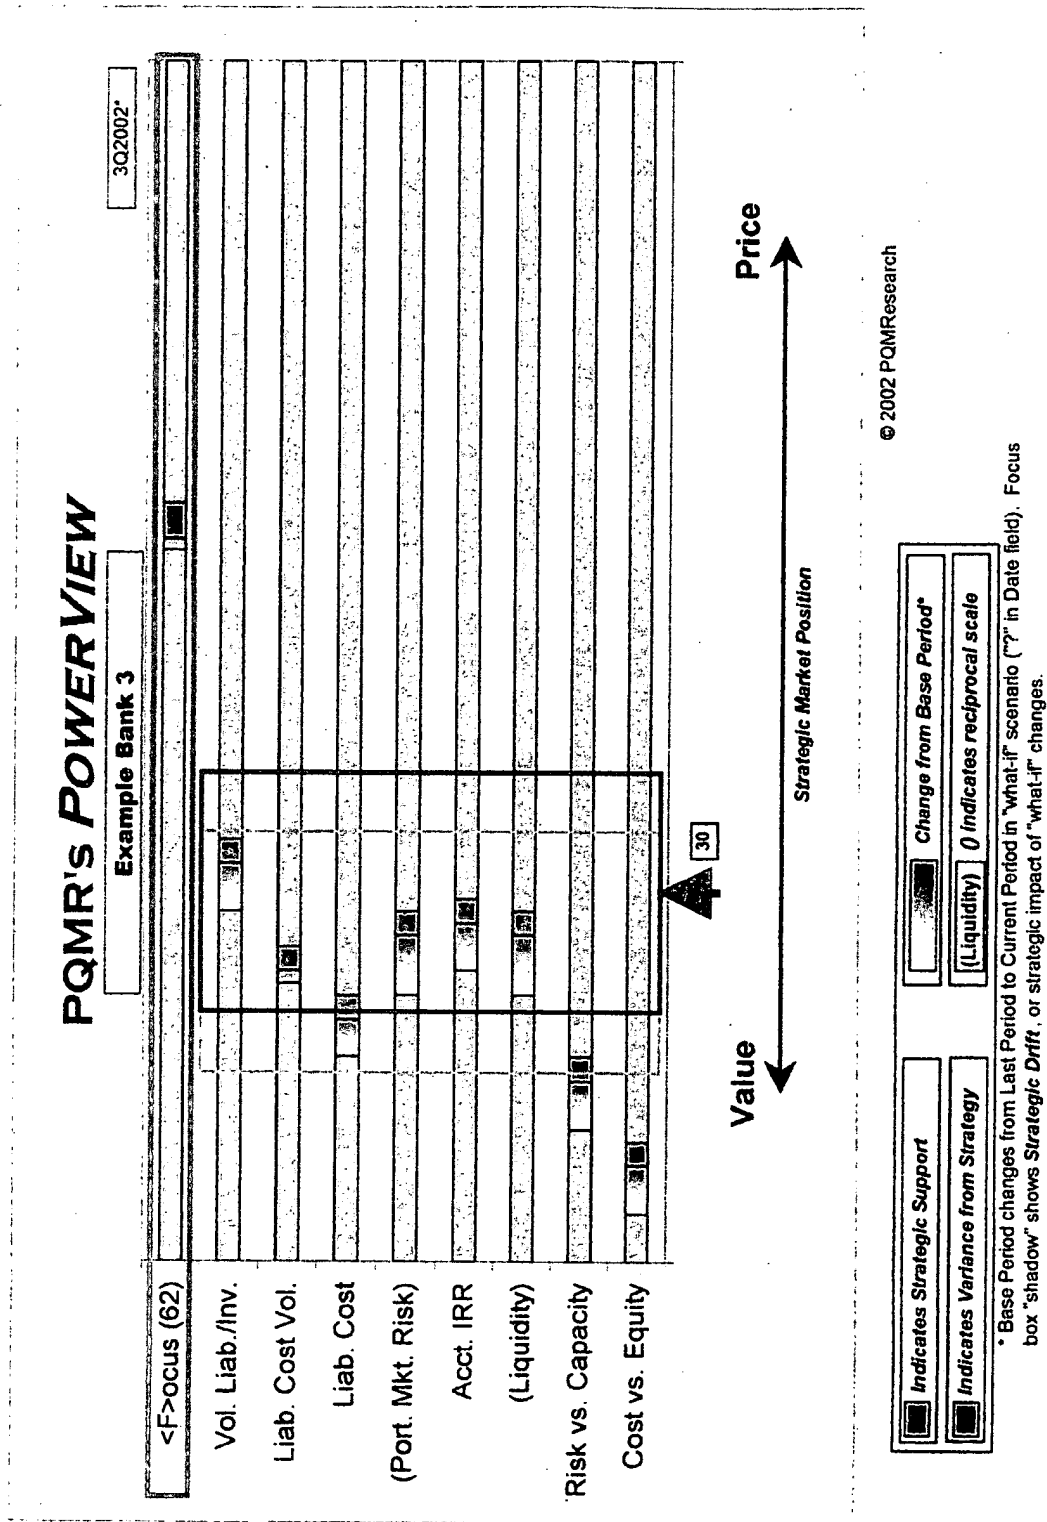 PQMR's POWERVIEW
Example Bank 3
3Q2002*
<F>ocus (62)
Vol. Liab./Inv.
Liab. Cost Vol.
Liab. Cost
(Port. Mkt. Risk)
Acct. IRR
(Liquidity)
Risk vs. Capacity
Cost vs. Equity
30
Value
Price
Strategic Market Position
© 2002 PQMResearch
Indicates Strategic Support
Change from Base Period*
Indicates Variance from Strategy
(Liquidity) () indicates reciprocal scale
* Base Period changes from Last Period to Current Period in "what-if" scenario ("?" in Date field). Focus
box "shadow" shows Strategic Drift, or strategic impact of "what-if" changes.